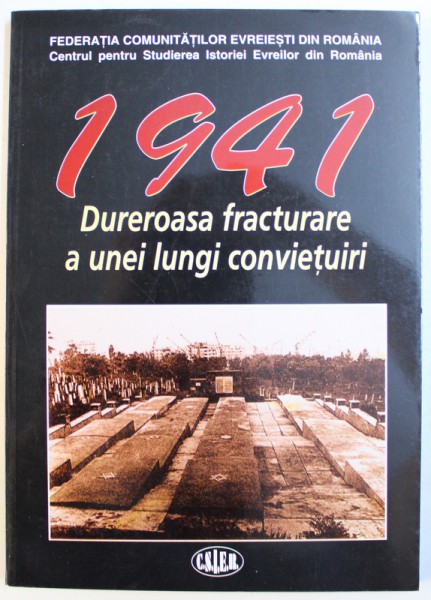 FEDERAȚIA COMUNITĂȚILOR EVREIEȘTI DIN ROMÂNIA
Centrul pentru Studierea Istoriei Evreilor din România
1941
Dureroasa fracturare
a unei lungi conviețuiri
C.S.I.E.R.